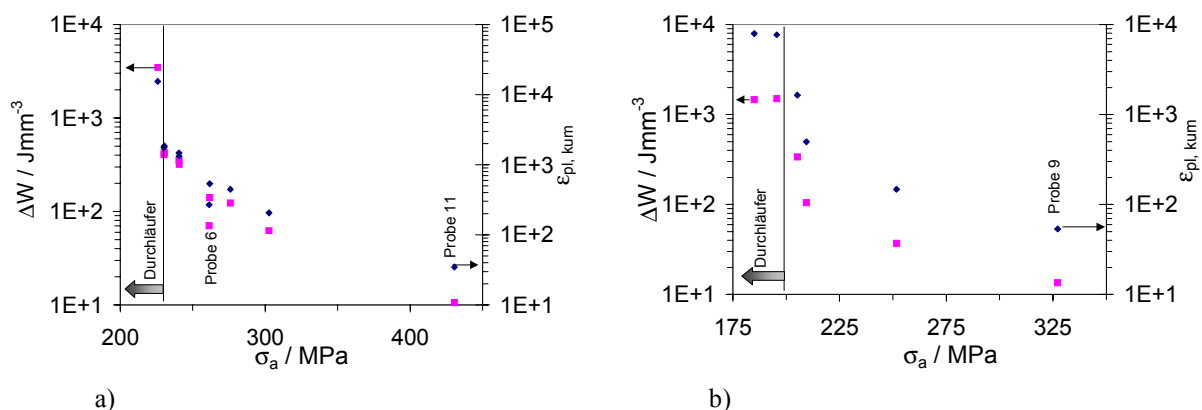 1E+4
1E+3
1E+2
1E+1
ΔW / Jmm⁻³
1E+5
1E+4
1E+3
1E+2
1E+1
ε pl, kum
Durchläufer
Probe 6
Probe 11
200
300
400
σa / MPa
a)
1E+4
1E+3
1E+2
1E+1
ΔW / Jmm⁻³
1E+4
1E+3
1E+2
1E+1
ε pl, kum
Durchläufer
Probe 9
175
225
275
325
σa / MPa
b)